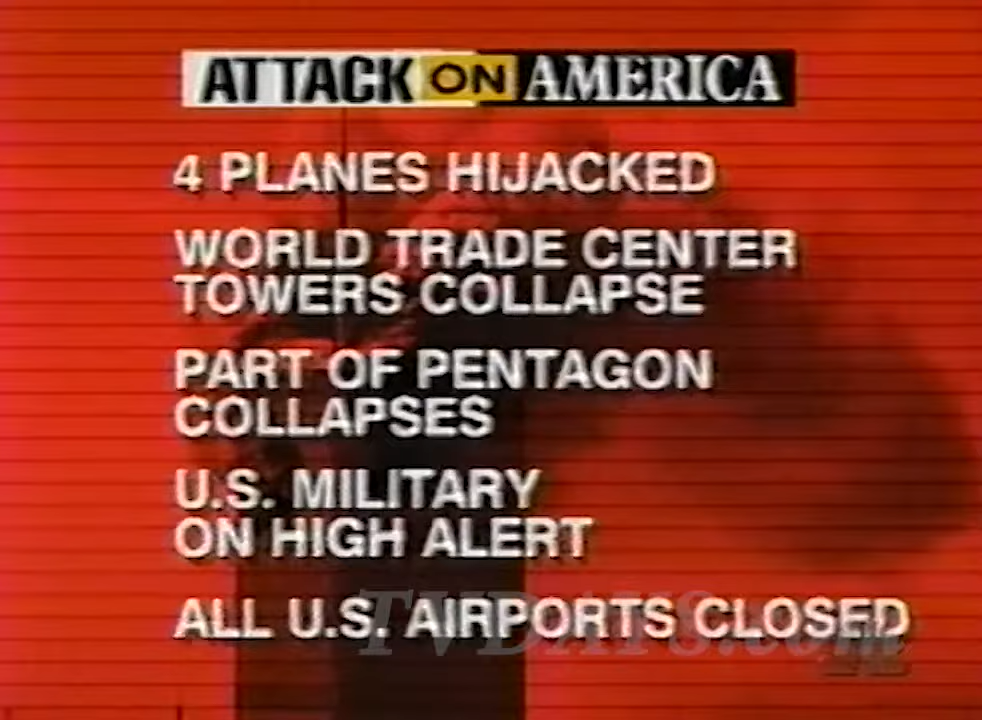 ATTACK ON AMERICA
4 PLANES HIJACKED
WORLD TRADE CENTER
TOWERS COLLAPSE
PART OF PENTAGON
COLLAPSES
U.S. MILITARY
ON HIGH ALERT
ALL U.S. AIRPORTS CLOSED
TVDAYS.com